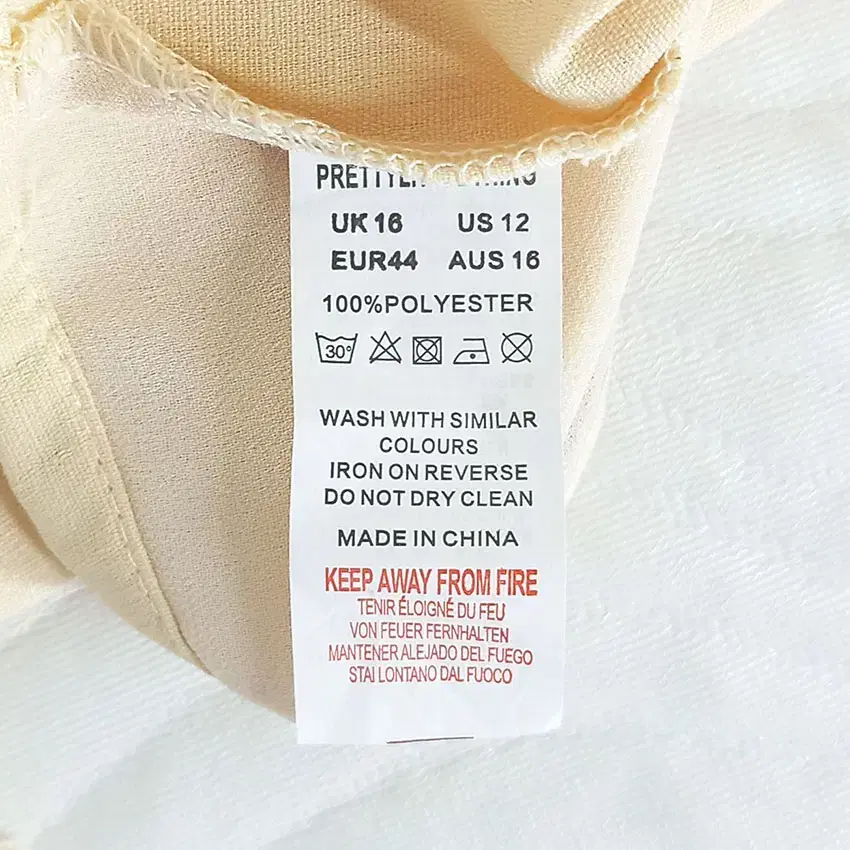 UK 16 US 12
EUR44 AUS 16
100%POLYESTER
30°
WASH WITH SIMILAR
COLOURS
IRON ON REVERSE
DO NOT DRY CLEAN
MADE IN CHINA
KEEP AWAY FROM FIRE
TENIR ÉLOIGNÉ DU FEU
VON FEUER FERNHALTEN
MANTENER ALEJADO DEL FUEGO
STAI LONTANO DAL FUOCO